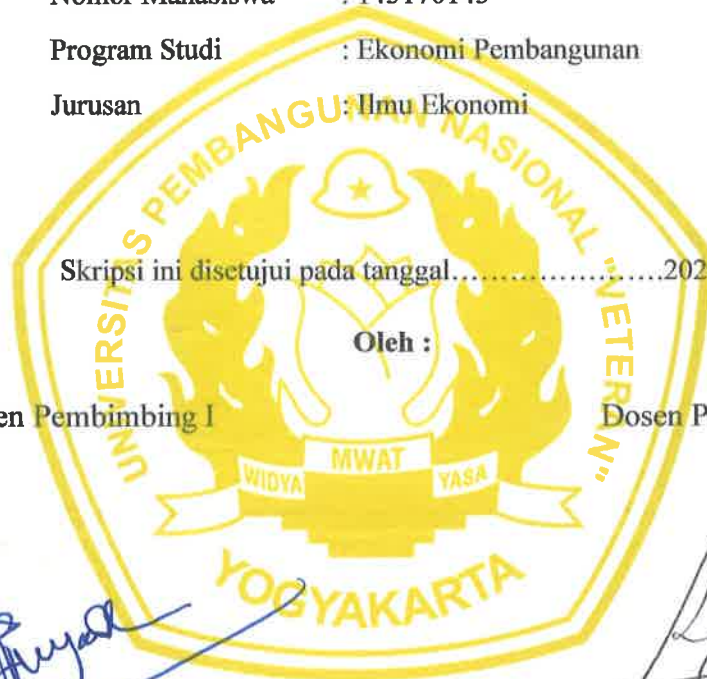 Program Studi : Ekonomi Pembangunan
Jurusan : Ilmu Ekonomi
UNIVERSITAS PEMBANGUNAN NASIONAL "VETERAN"
Skripsi ini disetujui pada tanggal.....................202
Oleh :
en Pembimbing I Dosen P
WIDYA MWAT YASA
YOGYAKARTA